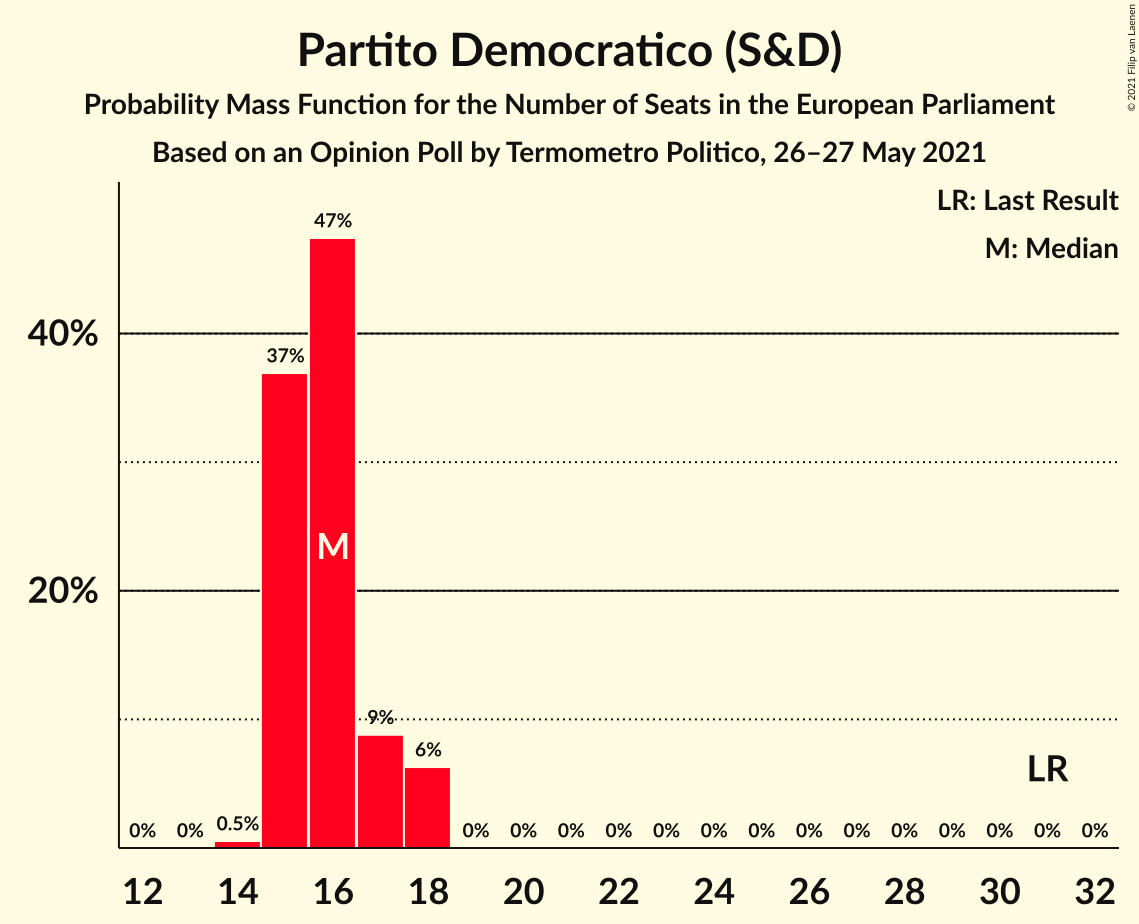 Partito Democratico (S&D)
Probability Mass Function for the Number of Seats in the European Parliament
Based on an Opinion Poll by Termometro Politico, 26–27 May 2021
© 2021 Filip van Laenen
LR: Last Result
M: Median
47%
40%
37%
M
20%
9%
6%
LR
0% 0% 0.5% 0% 0% 0% 0% 0% 0% 0% 0% 0% 0% 0% 0% 0% 0%
12 14 16 18 20 22 24 26 28 30 32